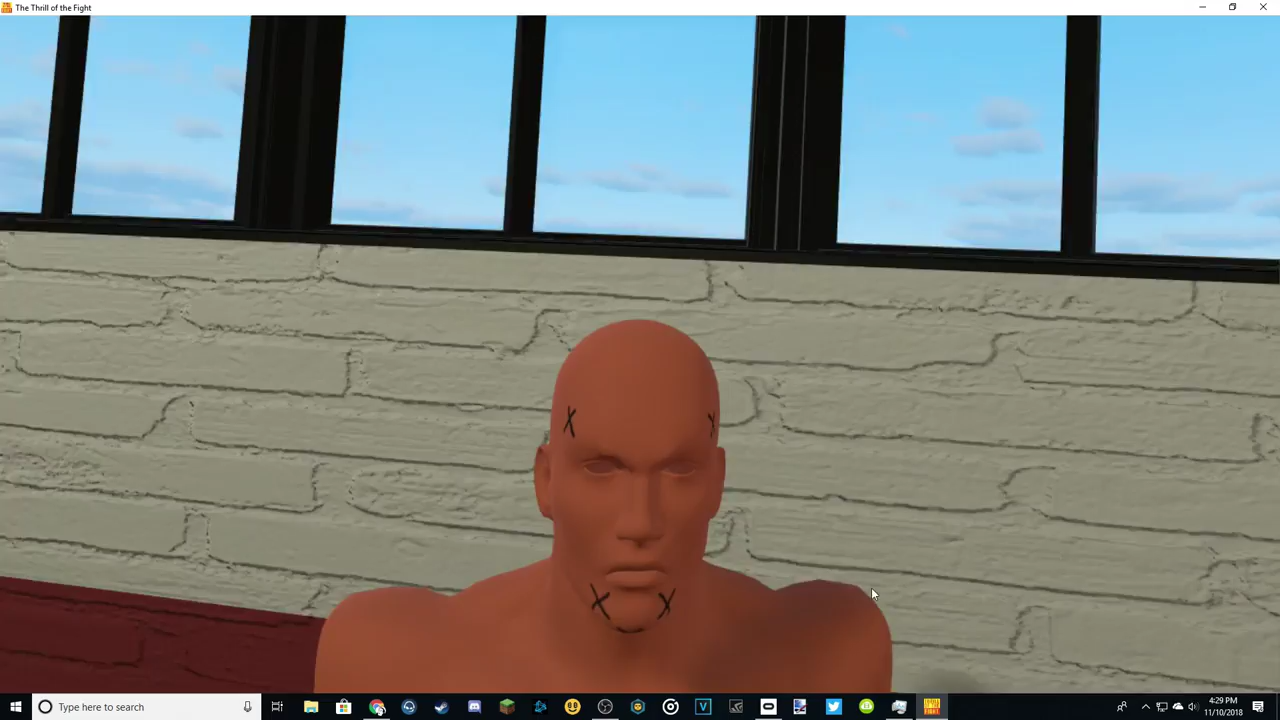 The Thrill of the Fight
Type here to search
4:29 PM
11/10/2018